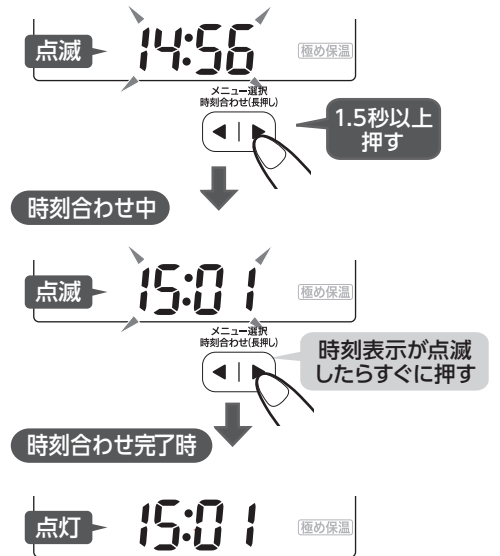 点滅
14:56
極め保温
メニュー選択
時刻合わせ(長押し)
1.5秒以上
押す
時刻合わせ中
点滅
15:01
極め保温
メニュー選択
時刻合わせ(長押し)
時刻表示が点滅
したらすぐに押す
時刻合わせ完了時
点灯
15:01
極め保温